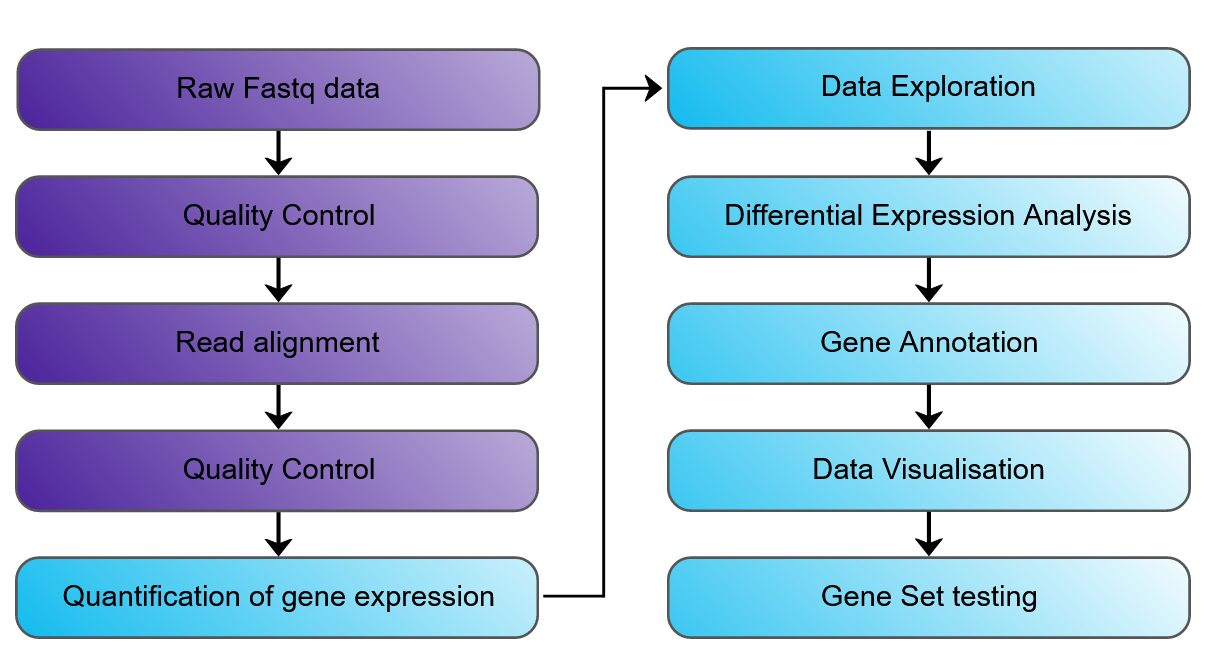 Raw Fastq data
Quality Control
Read alignment
Quality Control
Quantification of gene expression
Data Exploration
Differential Expression Analysis
Gene Annotation
Data Visualisation
Gene Set testing